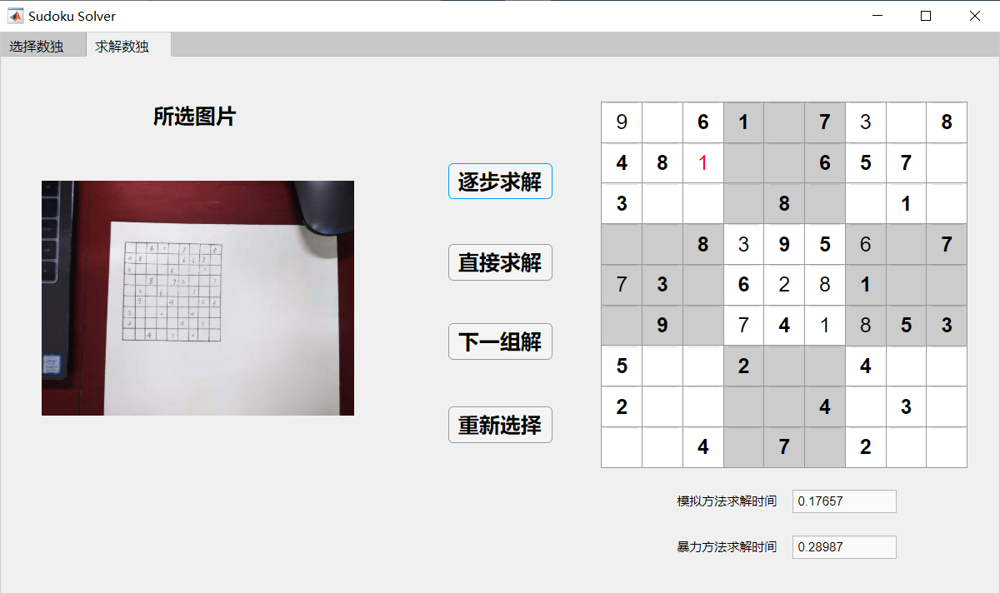 Sudoku Solver
选择数独 求解数独
所选图片
逐步求解
直接求解
下一组解
重新选择
9 6 1 7 3 8
4 8 1 6 5 7
3 8 1
8 3 9 5 6 7
7 3 6 2 8 1
9 7 4 1 8 5 3
5 2 4
2 4 3
4 7 2
模拟方法求解时间 0.17657
暴力方法求解时间 0.28987